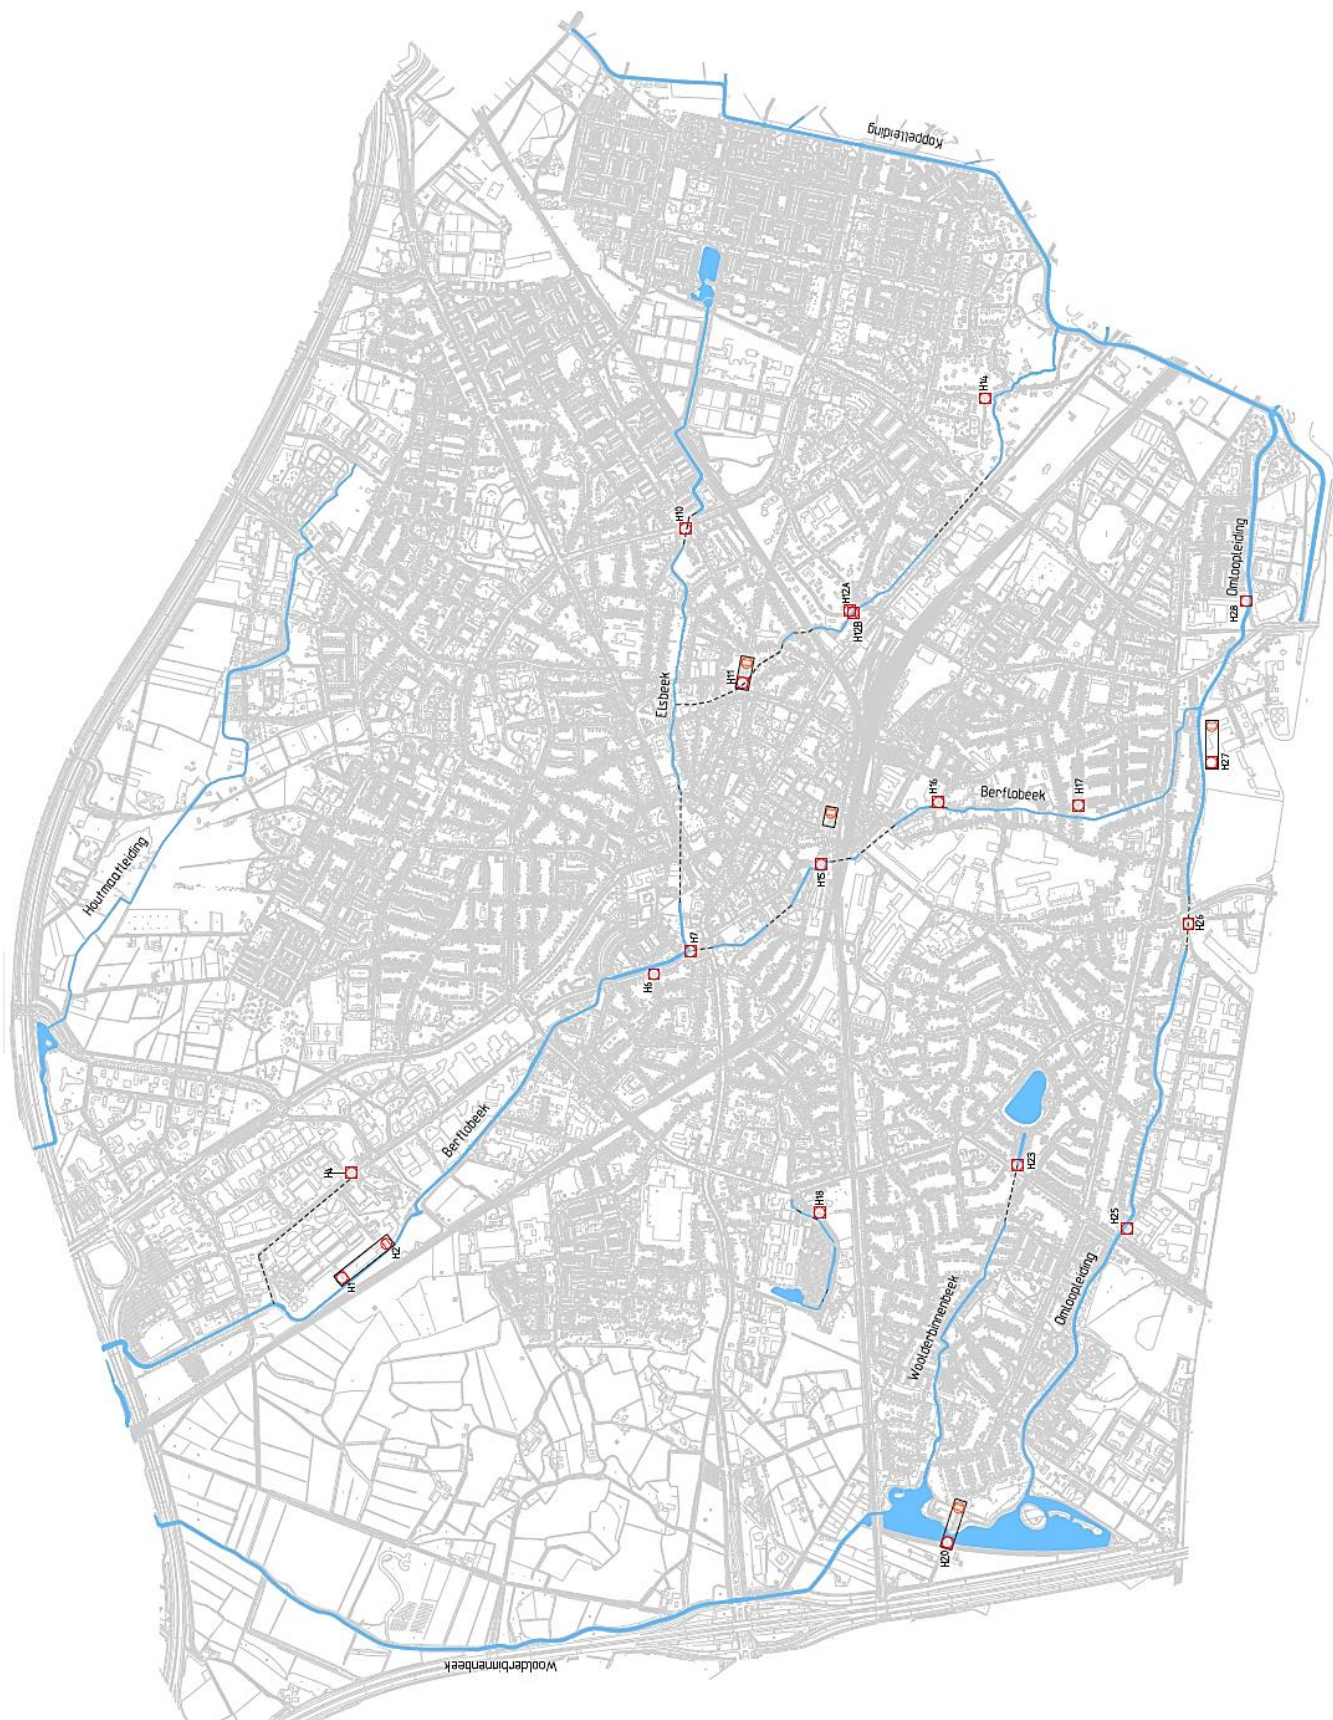 Koppelleiding
H14
H10
Omloopleiding
H28
H12A
H12B
H11
Elsbeek
H27
H16
Berflobeek
H17
Houtmaatleiding
H15
H26
H7
H6
Berflobeek
H4
H23
H18
H25
H2
H1
Omloopleiding
Woolderbinnenbeek
H20
Woolderbinnenbeek